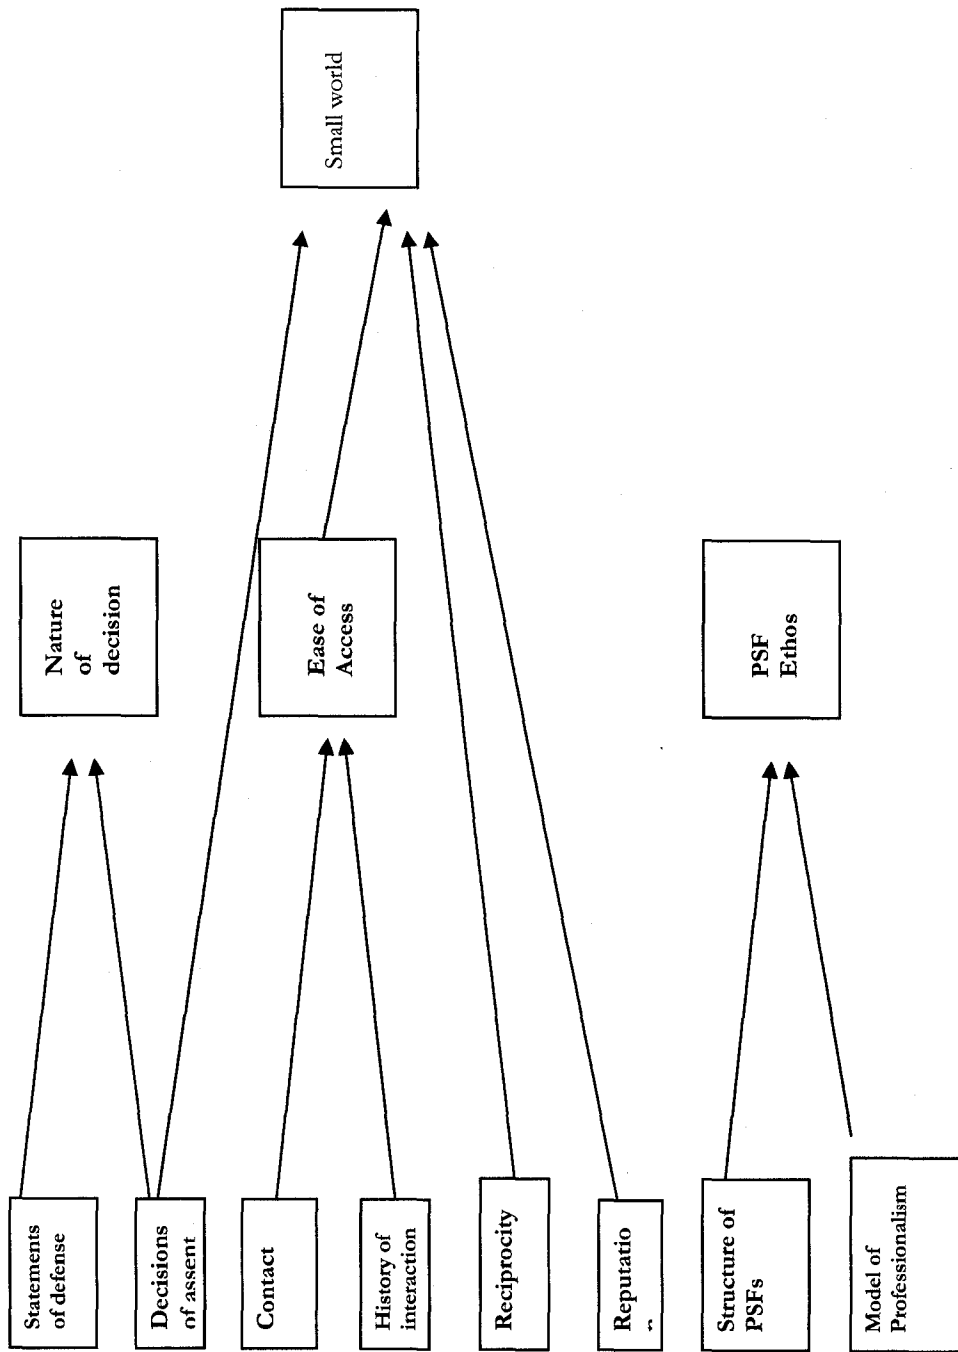 Statements
of defense
Decisions
of assent
Contact
History of
interaction
Reciprocity
Reputatio
Structure of
PSFs
Model of
Professionalism
Nature
of
decision
Ease of
Access
PSF
Ethos
Small world